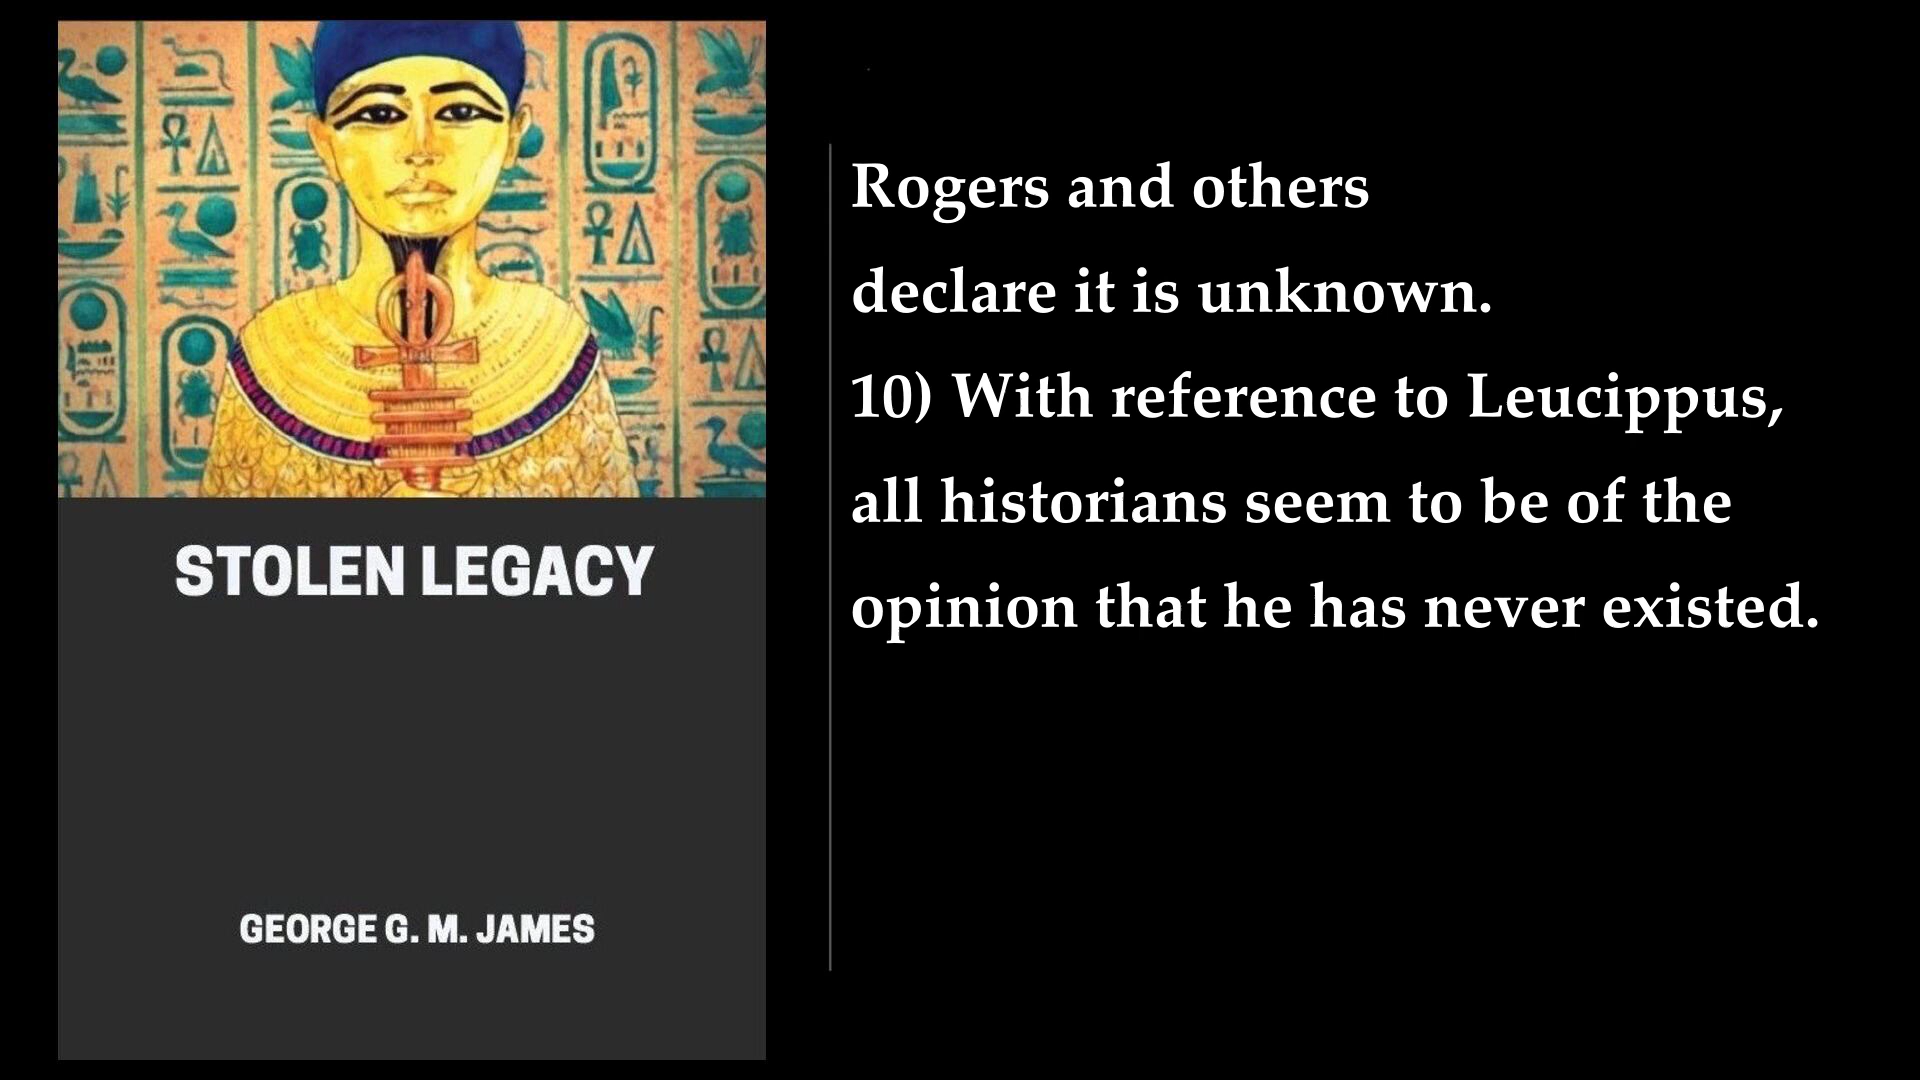 STOLEN LEGACY
GEORGE G. M. JAMES
Rogers and others
declare it is unknown.
10) With reference to Leucippus,
all historians seem to be of the
opinion that he has never existed.